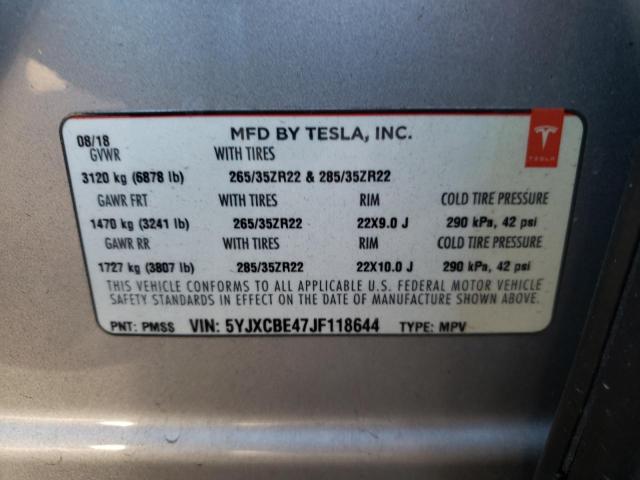 08/18 MFD BY TESLA, INC.
GVWR WITH TIRES
3120 kg (6878 lb) 265/35ZR22 & 285/35ZR22
GAWR FRT WITH TIRES RIM COLD TIRE PRESSURE
1470 kg (3241 lb) 265/35ZR22 22X9.0 J 290 kPa, 42 psi
GAWR RR WITH TIRES RIM COLD TIRE PRESSURE
1727 kg (3807 lb) 285/35ZR22 22X10.0 J 290 kPa, 42 psi
THIS VEHICLE CONFORMS TO ALL APPLICABLE U.S. FEDERAL MOTOR VEHICLE
SAFETY STANDARDS IN EFFECT ON THE DATE OF MANUFACTURE SHOWN ABOVE.
PNT: PMSS VIN: 5YJXCBE47JF118644 TYPE: MPV
TESLA